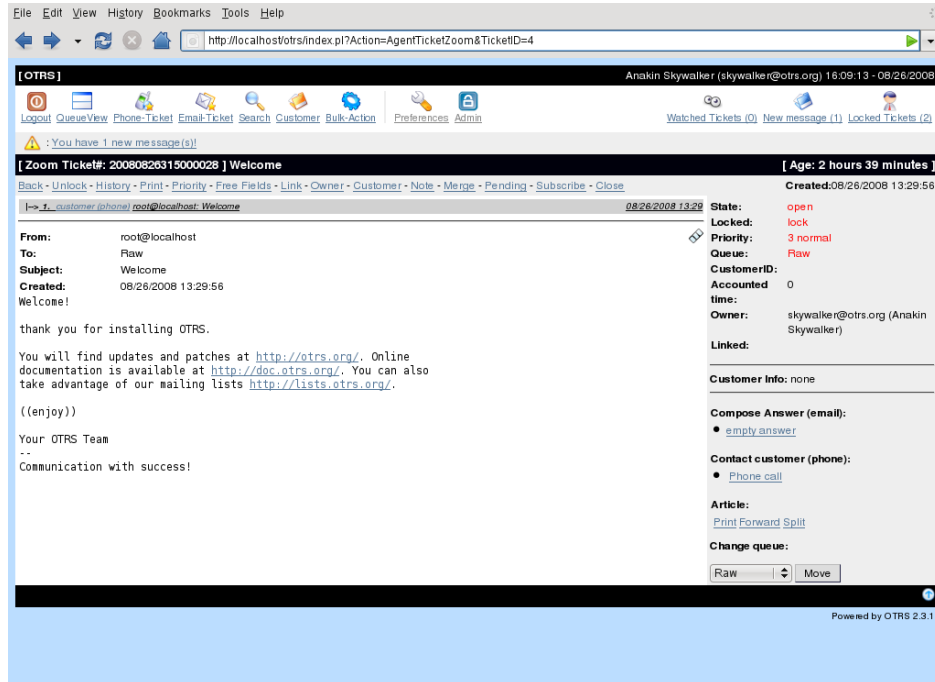 File Edit View History Bookmarks Tools Help
http://localhost/otrs/index.pl?Action=AgentTicketZoom&TicketID=4
[ OTRS ] Anakin Skywalker (skywalker@otrs.org) 16:09:13 - 08/26/2008
Logout QueueView Phone-Ticket Email-Ticket Search Customer Bulk-Action Preferences Admin Watched Tickets (0) New message (1) Locked Tickets (2)
: You have 1 new message(s)!
[ Zoom Ticket#: 20080826315000028 ] Welcome [ Age: 2 hours 39 minutes ]
Back - Unlock - History - Print - Priority - Free Fields - Link - Owner - Customer - Note - Merge - Pending - Subscribe - Close Created:08/26/2008 13:29:56
|--> 1. customer (phone) root@localhost: Welcome 08/26/2008 13:29
From: root@localhost
To: Raw
Subject: Welcome
Created: 08/26/2008 13:29:56
Welcome!
thank you for installing OTRS.
You will find updates and patches at http://otrs.org/. Online
documentation is available at http://doc.otrs.org/. You can also
take advantage of our mailing lists http://lists.otrs.org/.
((enjoy))
Your OTRS Team
--
Communication with success!
State: open
Locked: lock
Priority: 3 normal
Queue: Raw
CustomerID:
Accounted 0
time:
Owner: skywalker@otrs.org (Anakin
Skywalker)
Linked:
Customer Info: none
Compose Answer (email):
• empty answer
Contact customer (phone):
• Phone call
Article:
Print Forward Split
Change queue:
Raw Move
Powered by OTRS 2.3.1